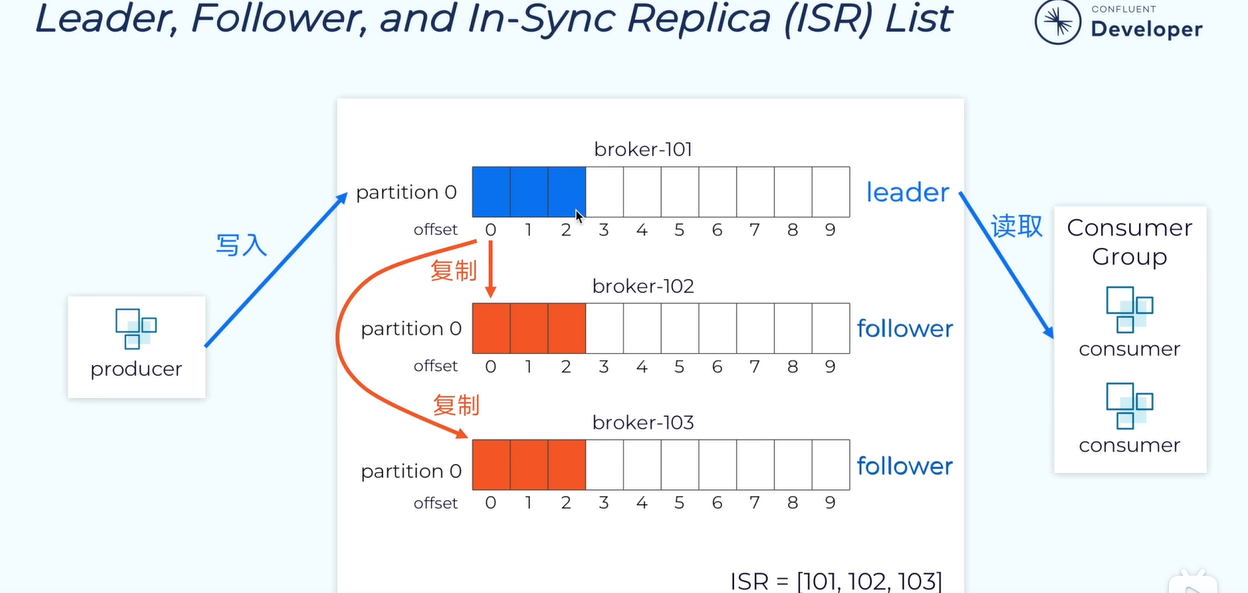 Leader, Follower, and In-Sync Replica (ISR) List
CONFLUENT
Developer
broker-101
partition 0
leader
offset 0 1 2 3 4 5 6 7 8 9
写入
复制
读取
broker-102
partition 0
follower
offset 0 1 2 3 4 5 6 7 8 9
复制
broker-103
partition 0
follower
offset 0 1 2 3 4 5 6 7 8 9
producer
Consumer
Group
consumer
consumer
ISR = [101, 102, 103]